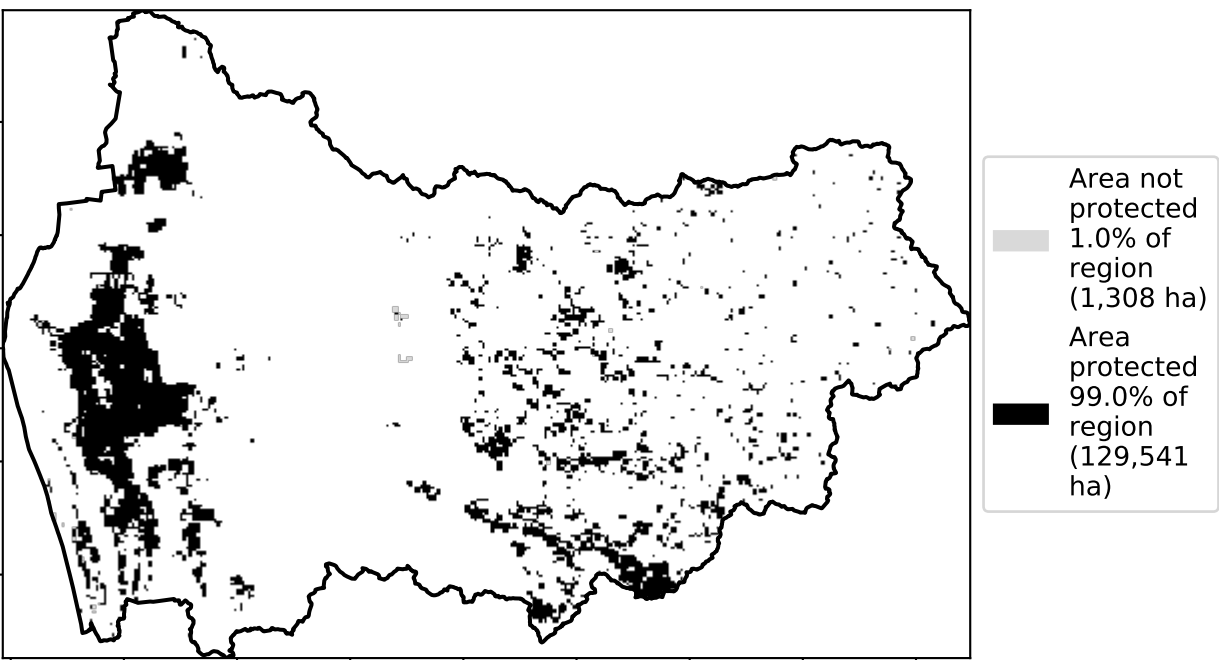 Area not
protected
1.0% of
region
(1,308 ha)
Area
protected
99.0% of
region
(129,541
ha)